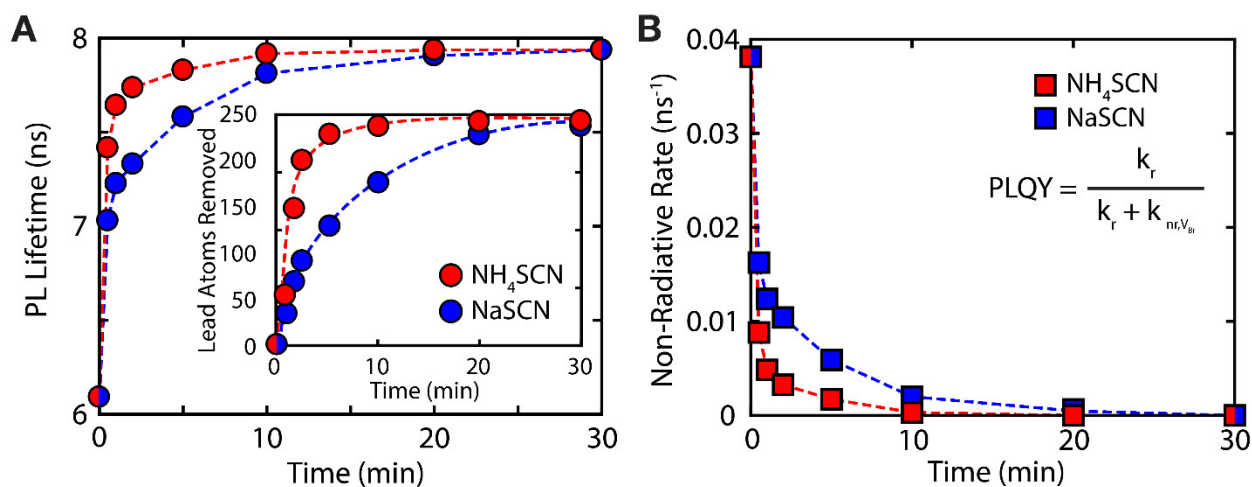 A
PL Lifetime (ns)
8
7
6
0
10
20
30
Time (min)
Lead Atoms Removed
250
200
150
100
50
0
0
10
20
30
Time (min)
NH₄SCN
NaSCN
B
Non-Radiative Rate (ns⁻¹)
0.04
0.03
0.02
0.01
0
0
10
20
30
Time (min)
NH₄SCN
NaSCN
PLQY = kᵣ / (kᵣ + k nr,V_Br)